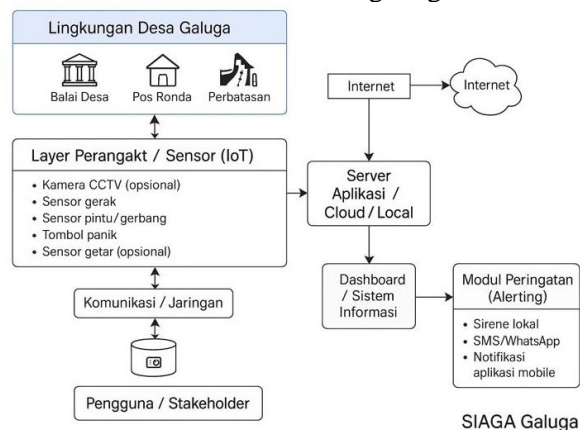 Lingkungan Desa Galuga
Balai Desa
Pos Ronda
Perbatasan
Layer Perangakt / Sensor (IoT)
• Kamera CCTV (opsional)
• Sensor gerak
• Sensor pintu/gerbang
• Tombol panik
• Sensor getar (opsional)
Komunikasi / Jaringan
Pengguna / Stakeholder
Internet
Internet
Server
Aplikasi /
Cloud / Local
Dashboard
/ Sistem
Informasi
Modul Peringatan
(Alerting)
• Sirene lokal
• SMS/WhatsApp
• Notifikasi
aplikasi mobile
SIAGA Galuga